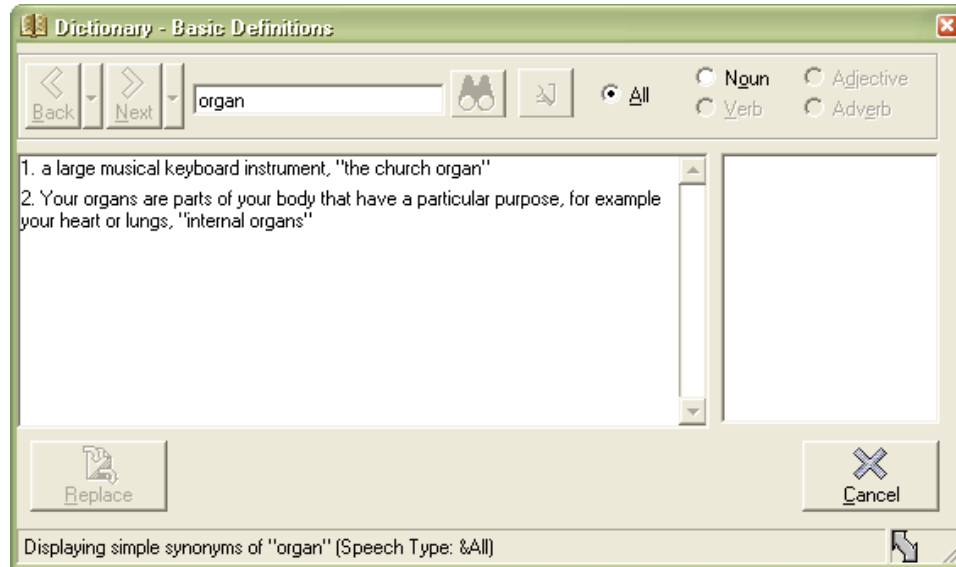 Dictionary - Basic Definitions
Back
Next
organ
All
Noun
Adjective
Verb
Adverb
1. a large musical keyboard instrument, "the church organ"
2. Your organs are parts of your body that have a particular purpose, for example
your heart or lungs, "internal organs"
Replace
Cancel
Displaying simple synonyms of "organ" (Speech Type: &All)